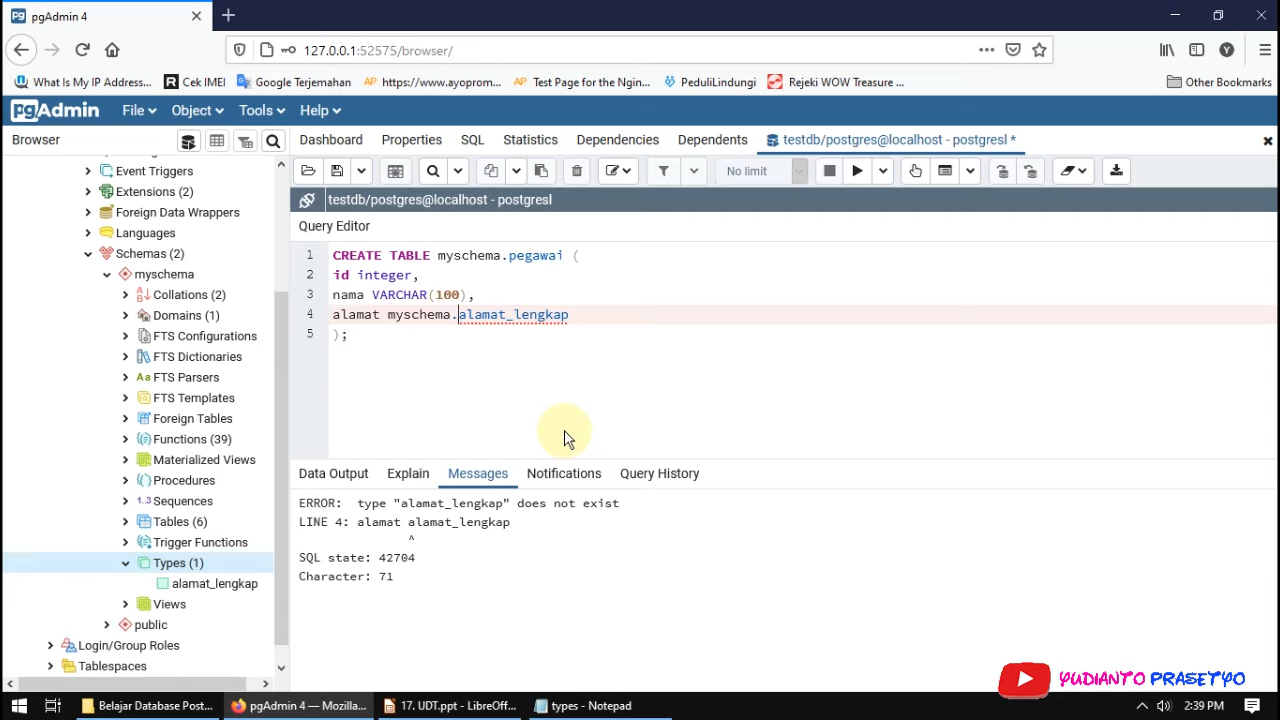 pgAdmin 4
127.0.0.1:52575/browser/
What Is My IP Address...
Cek IMEI
Google Terjemahan
https://www.ayoprom...
Test Page for the Ngin...
PeduliLindungi
Rejeki WOW Treasure ...
Other Bookmarks
pgAdmin
File
Object
Tools
Help
Browser
Dashboard
Properties
SQL
Statistics
Dependencies
Dependents
testdb/postgres@localhost - postgresl *
No limit
testdb/postgres@localhost - postgresl
Query Editor
1 CREATE TABLE myschema.pegawai (
2 id integer,
3 nama VARCHAR(100),
4 alamat myschema.alamat_lengkap
5 );
Event Triggers
Extensions (2)
Foreign Data Wrappers
Languages
Schemas (2)
myschema
Collations (2)
Domains (1)
FTS Configurations
FTS Dictionaries
FTS Parsers
FTS Templates
Foreign Tables
Functions (39)
Materialized Views
Procedures
Sequences
Tables (6)
Trigger Functions
Types (1)
alamat_lengkap
Views
public
Login/Group Roles
Tablespaces
Data Output
Explain
Messages
Notifications
Query History
ERROR:  type "alamat_lengkap" does not exist
LINE 4: alamat alamat_lengkap
^
SQL state: 42704
Character: 71
YUDIANTO PRASETYO
Belajar Database Post...
pgAdmin 4 — Mozilla...
17. UDT.ppt - LibreOff...
types - Notepad
2:39 PM